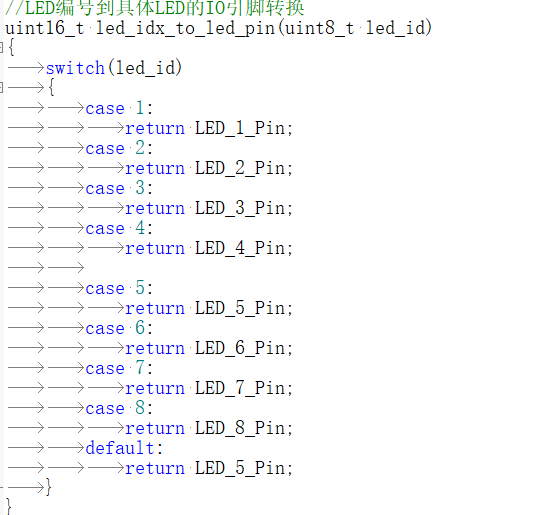 //LED编号到具体LED的IO引脚转换
uint16_t led_idx_to_led_pin(uint8_t led_id)
{
	switch(led_id)
	{
		case 1:
			return LED_1_Pin;
		case 2:
			return LED_2_Pin;
		case 3:
			return LED_3_Pin;
		case 4:
			return LED_4_Pin;

		case 5:
			return LED_5_Pin;
		case 6:
			return LED_6_Pin;
		case 7:
			return LED_7_Pin;
		case 8:
			return LED_8_Pin;
		default:
			return LED_5_Pin;
	}
}